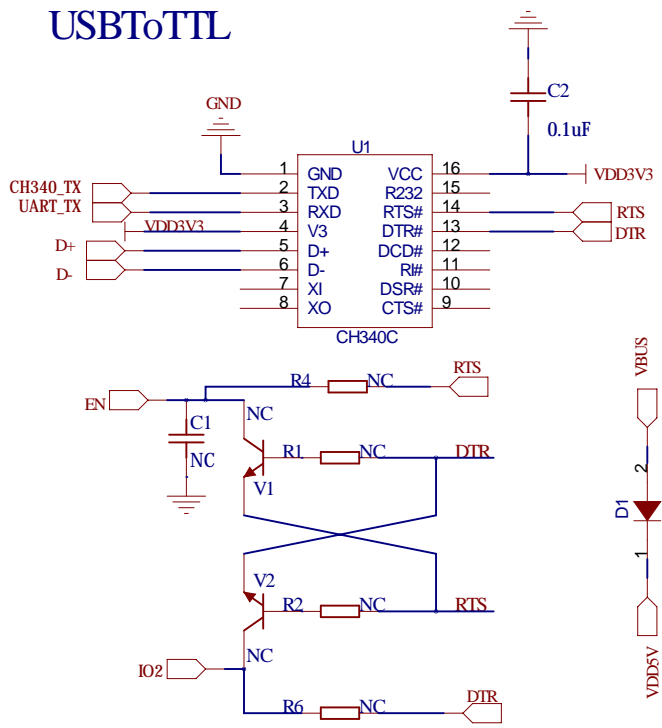 USBToTTL
C2
0.1uF
GND
U1
1 GND VCC 16 VDD3V3
CH340_TX 2 TXD R232 15
UART_TX 3 RXD RTS# 14 RTS
VDD3V3 4 V3 DTR# 13 DTR
D+ 5 D+ DCD# 12
D- 6 D- RI# 11
7 XI DSR# 10
8 XO CTS# 9
CH340C
R4 NC RTS
EN
NC
C1
NC
R1 NC DTR
V1
V2
R2 NC RTS
NC
IO2
R6 NC DTR
VBUS
2
D1
1
VDD5V